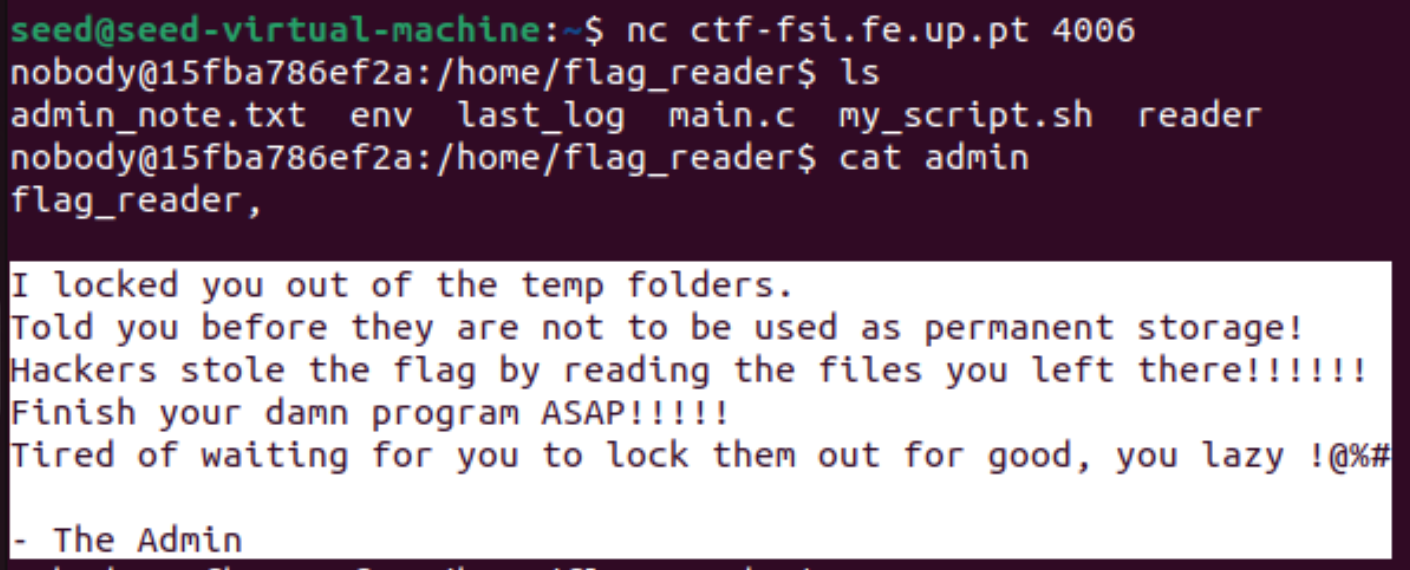 seed@seed-virtual-machine:~$ nc ctf-fsi.fe.up.pt 4006
nobody@15fba786ef2a:/home/flag_reader$ ls
admin_note.txt  env  last_log  main.c  my_script.sh  reader
nobody@15fba786ef2a:/home/flag_reader$ cat admin
flag_reader,
I locked you out of the temp folders.
Told you before they are not to be used as permanent storage!
Hackers stole the flag by reading the files you left there!!!!!!
Finish your damn program ASAP!!!!!
Tired of waiting for you to lock them out for good, you lazy !@%#
- The Admin